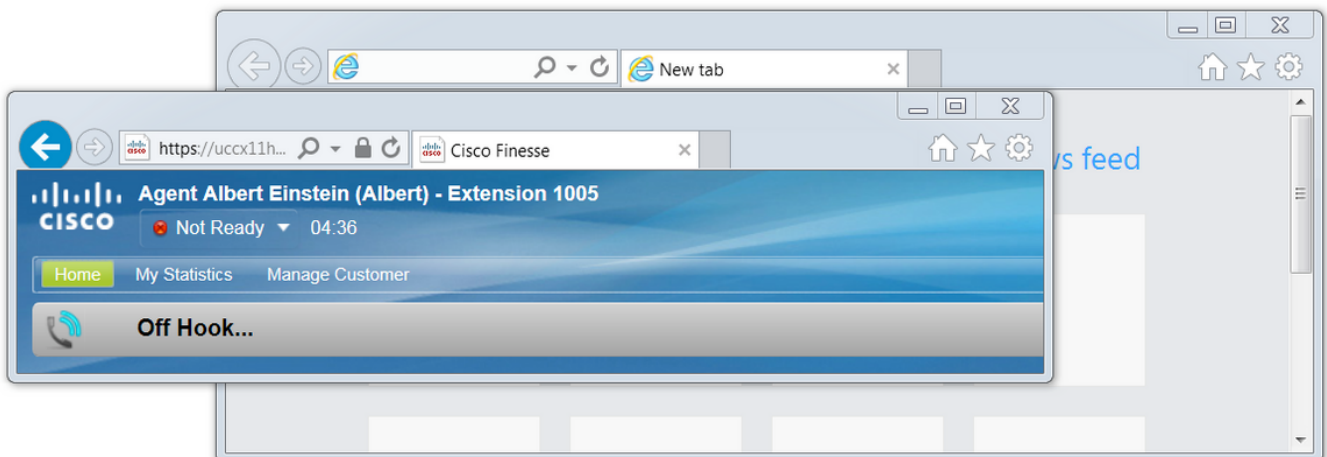 New tab
https://uccx11h...
Cisco Finesse
vs feed
Agent Albert Einstein (Albert) - Extension 1005
CISCO
Not Ready 04:36
Home My Statistics Manage Customer
Off Hook...